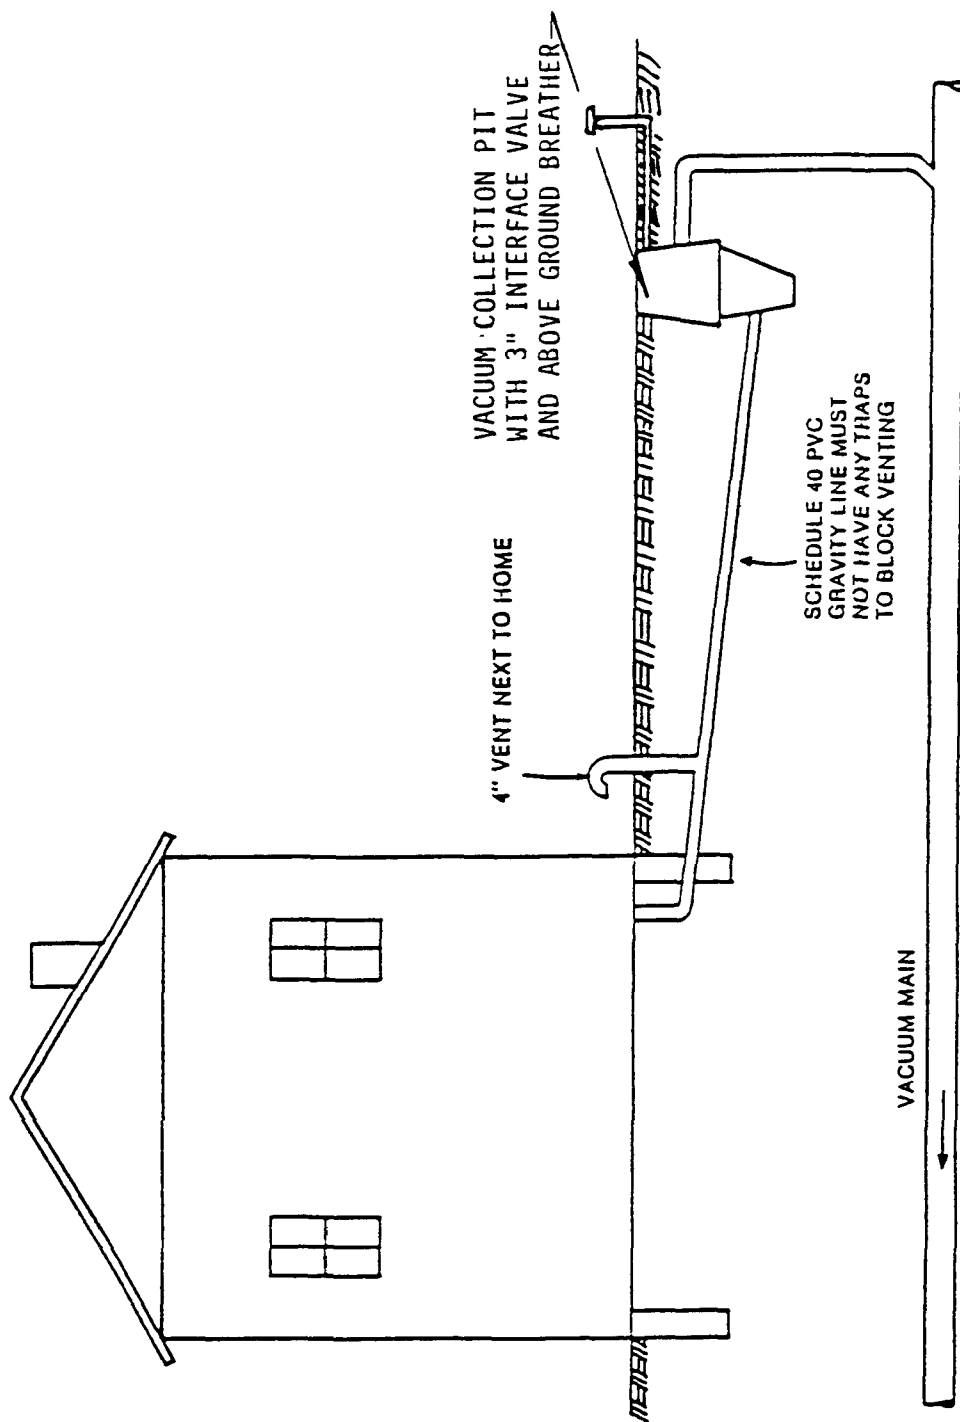 VACUUM COLLECTION PIT
WITH 3" INTERFACE VALVE
AND ABOVE GROUND BREATHER
4" VENT NEXT TO HOME
SCHEDULE 40 PVC
GRAVITY LINE MUST
NOT HAVE ANY TRAPS
TO BLOCK VENTING
VACUUM MAIN